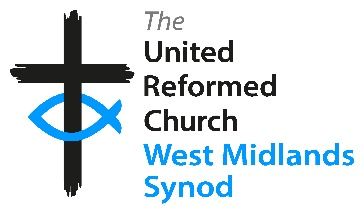 The
United
Reformed
Church
West Midlands
Synod